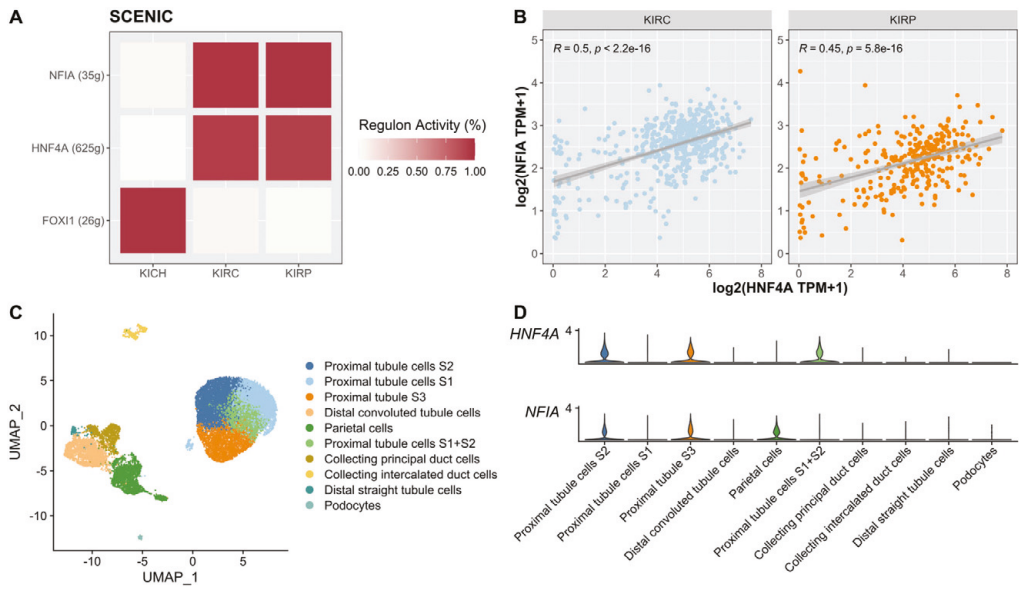 A
SCENIC
NFIA (35g)
HNF4A (625g)
FOXI1 (26g)
KICH
KIRC
KIRP
Regulon Activity (%)
0.00 0.25 0.50 0.75 1.00
B
KIRC
KIRP
R = 0.5, p < 2.2e-16
R = 0.45, p = 5.8e-16
log2(NFIA TPM+1)
5
4
3
2
1
0
0 2 4 6 8
0 2 4 6 8
log2(HNF4A TPM+1)
C
UMAP_2
10
5
0
-5
-10
-10 -5 0 5
UMAP_1
Proximal tubule cells S2
Proximal tubule cells S1
Proximal tubule S3
Distal convoluted tubule cells
Parietal cells
Proximal tubule cells S1+S2
Collecting principal duct cells
Collecting intercalated duct cells
Distal straight tubule cells
Podocytes
D
HNF4A
4
NFIA
4
Proximal tubule cells S2
Proximal tubule cells S1
Proximal tubule S3
Distal convoluted tubule cells
Parietal cells
Proximal tubule cells S1+S2
Collecting principal duct cells
Collecting intercalated duct cells
Distal straight tubule cells
Podocytes